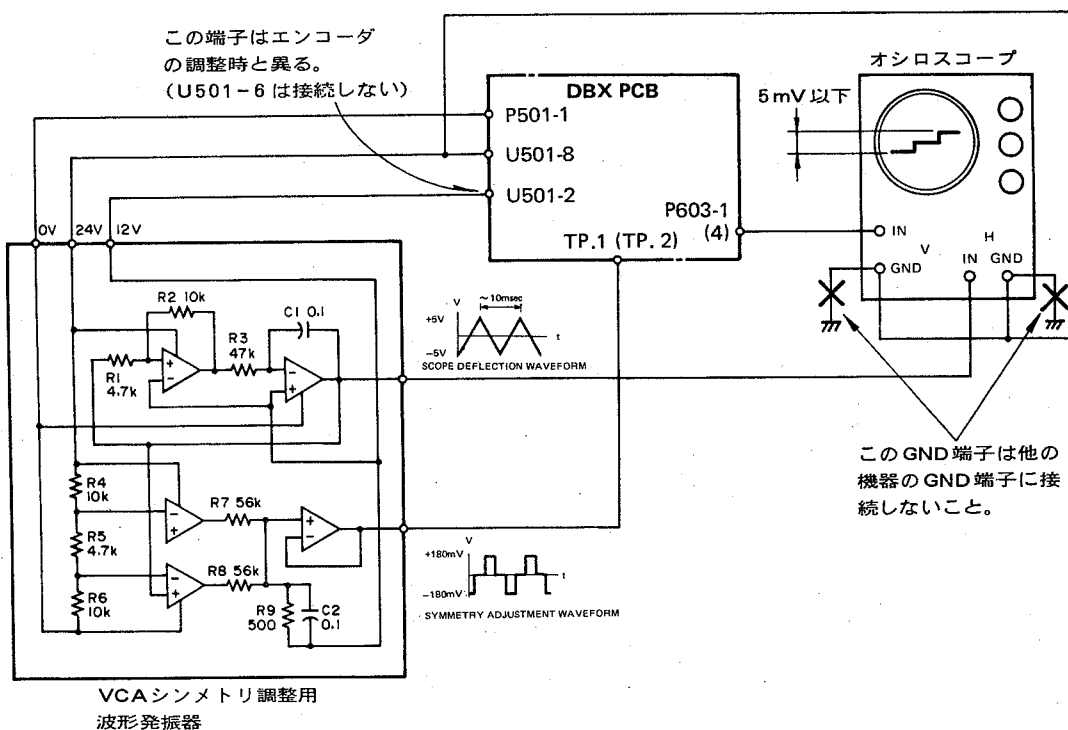 この端子はエンコーダ
の調整時と異る。
(U501-6は接続しない)
オシロスコープ
5mV以下
DBX PCB
P501-1
U501-8
U501-2
P603-1
(4)
TP.1 (TP. 2)
IN
V
GND
H
IN
GND
0V
24V
12V
R2 10k
C1 0.1
R3
47k
R1
4.7k
+
-
-
+
V
~10msec
+5V
-5V
t
SCOPE DEFLECTION WAVEFORM
このGND端子は他の
機器のGND端子に接
続しないこと。
R4
10k
R5
4.7k
R6
10k
-
+
R7 56k
+
-
-
+
R8 56k
R9
500
C2
0.1
V
+180mV
-180mV
t
SYMMETRY ADJUSTMENT WAVEFORM
VCAシンメトリ調整用
波形発振器